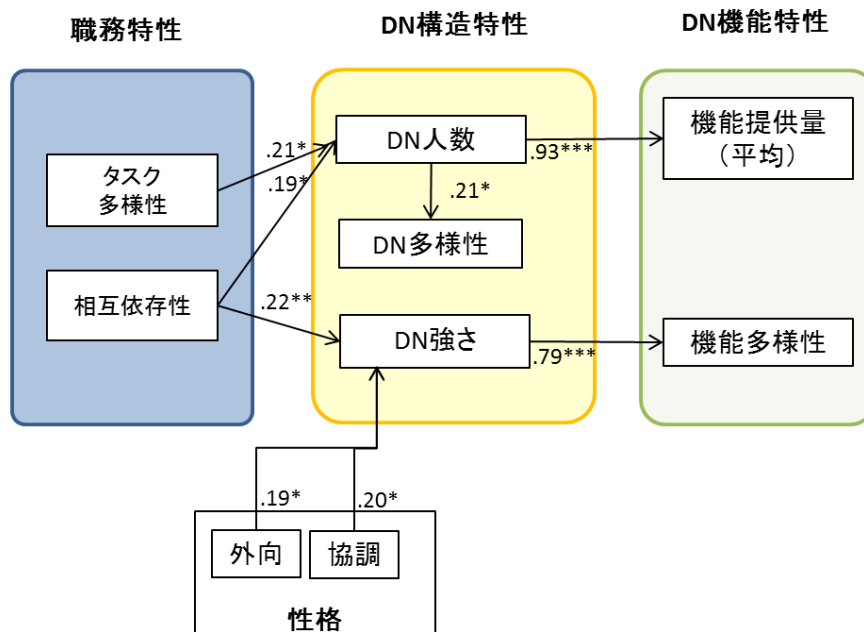 職務特性
DN構造特性
DN機能特性
タスク
多様性
相互依存性
.21*
.19*
.22**
DN人数
.21*
DN多様性
DN強さ
.93***
.79***
機能提供量
（平均）
機能多様性
.19*
.20*
外向
協調
性格